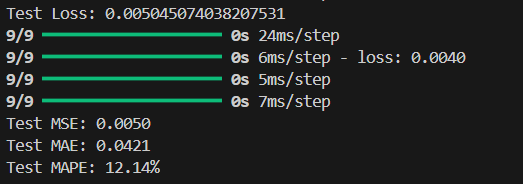 Test Loss: 0.005045074038207531
9/9 ━━━━━━━━━━━━━━━━━━━━ 0s 24ms/step
9/9 ━━━━━━━━━━━━━━━━━━━━ 0s 6ms/step - loss: 0.0040
9/9 ━━━━━━━━━━━━━━━━━━━━ 0s 5ms/step
9/9 ━━━━━━━━━━━━━━━━━━━━ 0s 7ms/step
Test MSE: 0.0050
Test MAE: 0.0421
Test MAPE: 12.14%